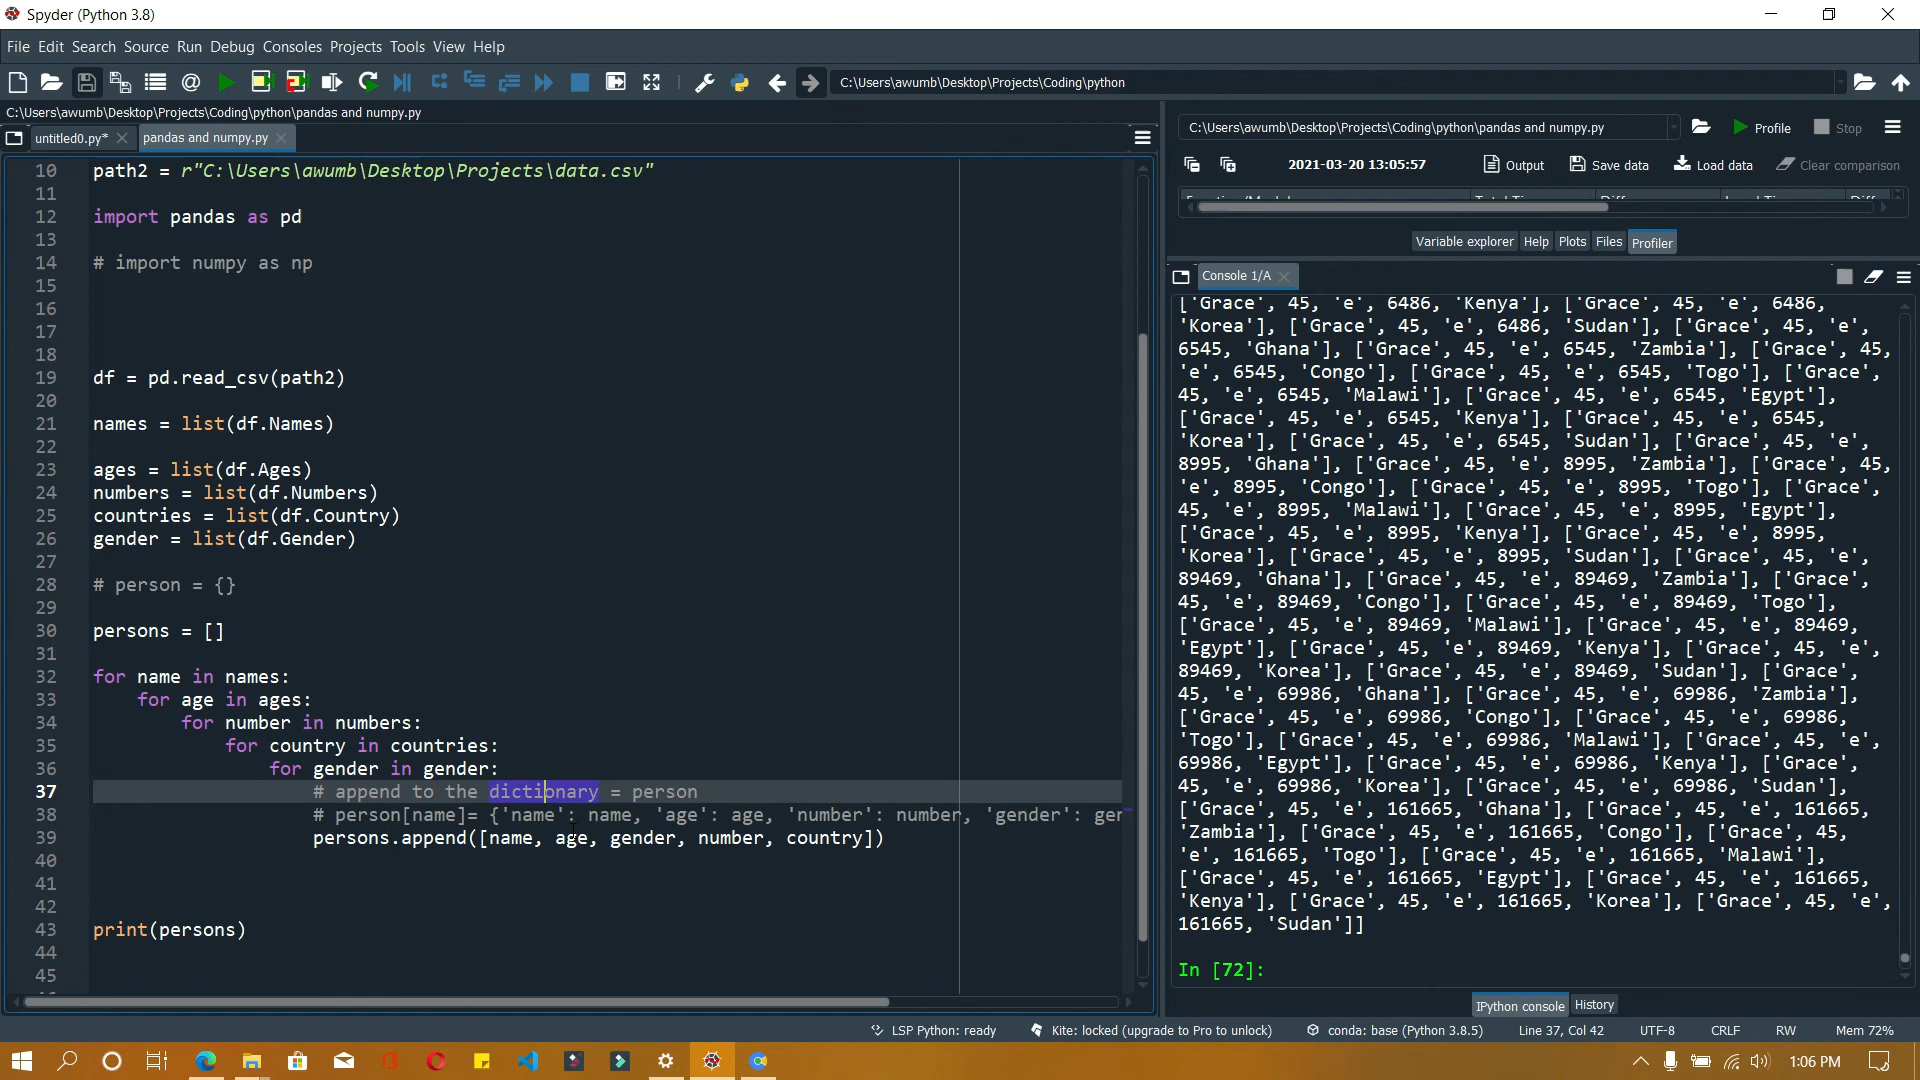 Spyder (Python 3.8)
File Edit Search Source Run Debug Consoles Projects Tools View Help
C:\Users\awumb\Desktop\Projects\Coding\python
C:\Users\awumb\Desktop\Projects\Coding\python\pandas and numpy.py
untitled0.py*
pandas and numpy.py
10 path2 = r"C:\Users\awumb\Desktop\Projects\data.csv"
11
12 import pandas as pd
13
14 # import numpy as np
15
16
17
18
19 df = pd.read_csv(path2)
20
21 names = list(df.Names)
22
23 ages = list(df.Ages)
24 numbers = list(df.Numbers)
25 countries = list(df.Country)
26 gender = list(df.Gender)
27
28 # person = {}
29
30 persons = []
31
32 for name in names:
33 for age in ages:
34 for number in numbers:
35 for country in countries:
36 for gender in gender:
37 # append to the dictionary = person
38 # person[name]= {'name': name, 'age': age, 'number': number, 'gender': ger
39 persons.append([name, age, gender, number, country])
40
41
42
43 print(persons)
44
45
C:\Users\awumb\Desktop\Projects\Coding\python\pandas and numpy.py
Profile
Stop
2021-03-20 13:05:57
Output
Save data
Load data
Clear comparison
Variable explorer Help Plots Files Profiler
Console 1/A
['Grace', 45, 'e', 6486, 'Kenya'], ['Grace', 45, 'e', 6486,
'Korea'], ['Grace', 45, 'e', 6486, 'Sudan'], ['Grace', 45, 'e',
6545, 'Ghana'], ['Grace', 45, 'e', 6545, 'Zambia'], ['Grace', 45,
'e', 6545, 'Congo'], ['Grace', 45, 'e', 6545, 'Togo'], ['Grace',
45, 'e', 6545, 'Malawi'], ['Grace', 45, 'e', 6545, 'Egypt'],
['Grace', 45, 'e', 6545, 'Kenya'], ['Grace', 45, 'e', 6545,
'Korea'], ['Grace', 45, 'e', 6545, 'Sudan'], ['Grace', 45, 'e',
8995, 'Ghana'], ['Grace', 45, 'e', 8995, 'Zambia'], ['Grace', 45,
'e', 8995, 'Congo'], ['Grace', 45, 'e', 8995, 'Togo'], ['Grace',
45, 'e', 8995, 'Malawi'], ['Grace', 45, 'e', 8995, 'Egypt'],
['Grace', 45, 'e', 8995, 'Kenya'], ['Grace', 45, 'e', 8995,
'Korea'], ['Grace', 45, 'e', 8995, 'Sudan'], ['Grace', 45, 'e',
89469, 'Ghana'], ['Grace', 45, 'e', 89469, 'Zambia'], ['Grace',
45, 'e', 89469, 'Congo'], ['Grace', 45, 'e', 89469, 'Togo'],
['Grace', 45, 'e', 89469, 'Malawi'], ['Grace', 45, 'e', 89469,
'Egypt'], ['Grace', 45, 'e', 89469, 'Kenya'], ['Grace', 45, 'e',
89469, 'Korea'], ['Grace', 45, 'e', 89469, 'Sudan'], ['Grace',
45, 'e', 69986, 'Ghana'], ['Grace', 45, 'e', 69986, 'Zambia'],
['Grace', 45, 'e', 69986, 'Congo'], ['Grace', 45, 'e', 69986,
'Togo'], ['Grace', 45, 'e', 69986, 'Malawi'], ['Grace', 45, 'e',
69986, 'Egypt'], ['Grace', 45, 'e', 69986, 'Kenya'], ['Grace',
45, 'e', 69986, 'Korea'], ['Grace', 45, 'e', 69986, 'Sudan'],
['Grace', 45, 'e', 161665, 'Ghana'], ['Grace', 45, 'e', 161665,
'Zambia'], ['Grace', 45, 'e', 161665, 'Congo'], ['Grace', 45,
'e', 161665, 'Togo'], ['Grace', 45, 'e', 161665, 'Malawi'],
['Grace', 45, 'e', 161665, 'Egypt'], ['Grace', 45, 'e', 161665,
'Kenya'], ['Grace', 45, 'e', 161665, 'Korea'], ['Grace', 45, 'e',
161665, 'Sudan']]
In [72]:
IPython console History
LSP Python: ready Kite: locked (upgrade to Pro to unlock) conda: base (Python 3.8.5) Line 37, Col 42 UTF-8 CRLF RW Mem 72%
1:06 PM